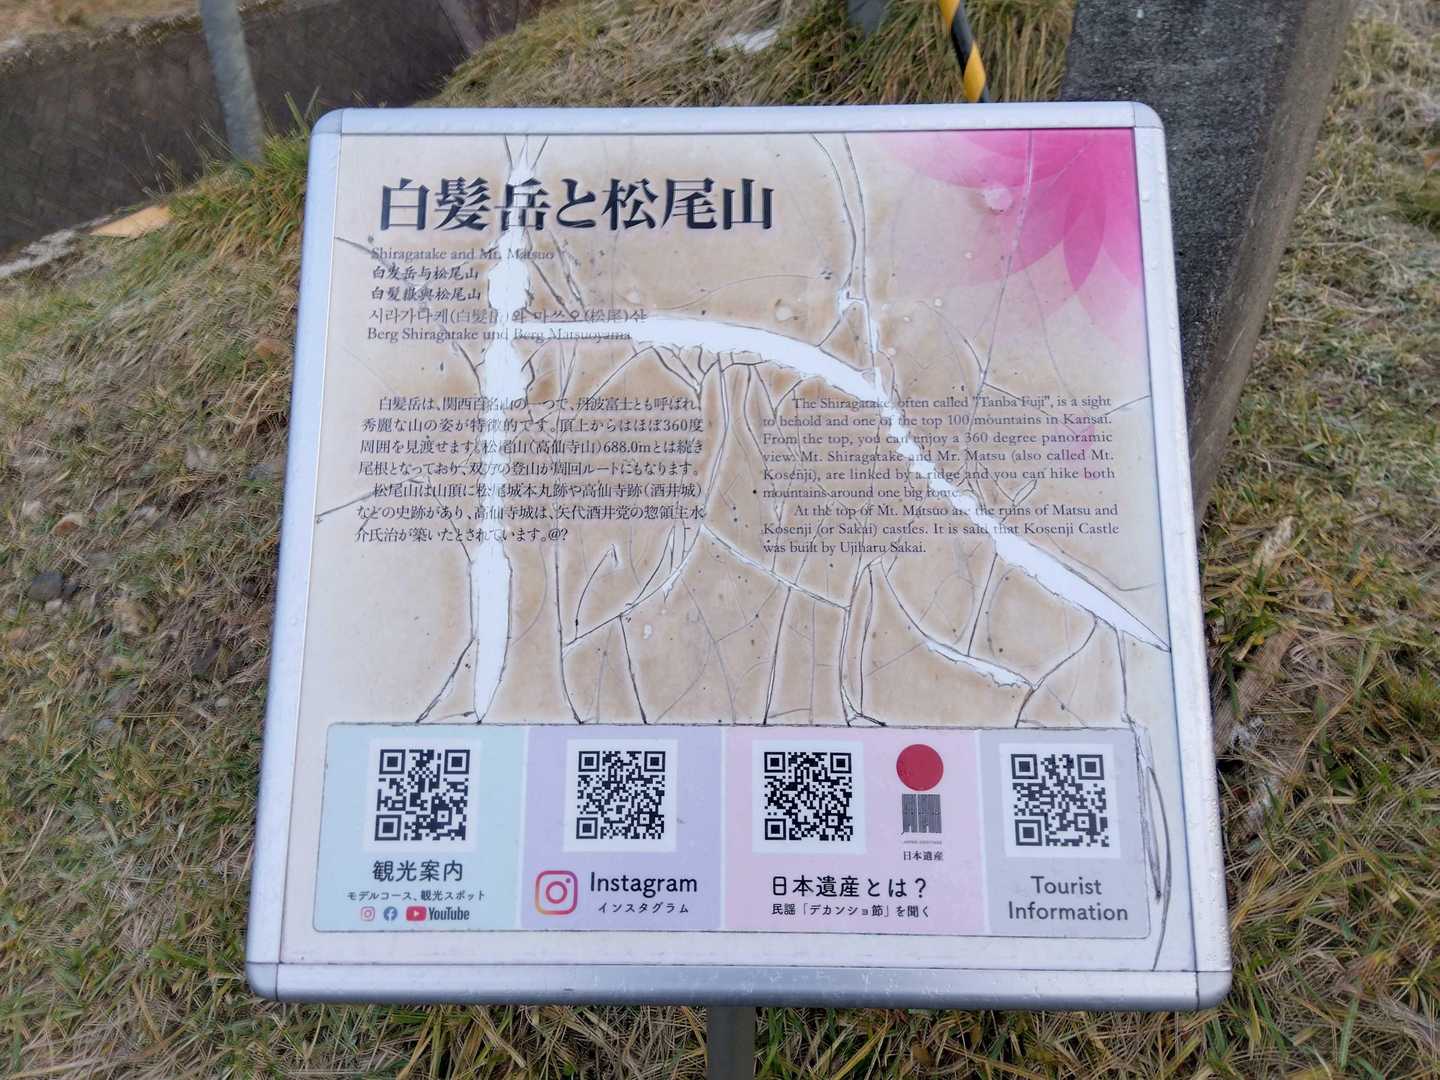 白髪岳と松尾山
Shiragatake and Mt. Matsuo
白发岳与松尾山
白髮嶽與松尾山
시라가다케(白髪岳)와 마쓰오(松尾)산
Berg Shiragatake und Berg Matsuoyama
白髪岳は、関西百名山の一つで、丹波富士とも呼ばれ、
秀麗な山の姿が特徴的です。頂上からはほぼ360度
周囲を見渡せます。松尾山(高仙寺山)688.0mとは続き
尾根となっており、双方の登山が周回ルートにもなります。
松尾山は山頂に松尾城本丸跡や高仙寺跡(酒井城)
などの史跡があり、高仙寺城は、矢代酒井党の惣領主水
介氏治が築いたとされています。@?
The Shiragatake, often called "Tanba Fuji", is a sight
to behold and one of the top 100 mountains in Kansai.
From the top, you can enjoy a 360 degree panoramic
view. Mt. Shiragatake and Mr. Matsu (also called Mt.
Kosenji), are linked by a ridge and you can hike both
mountains around one big route.
At the top of Mt. Matsuo are the ruins of Matsu and
Kosenji (or Sakai) castles. It is said that Kosenji Castle
was built by Ujiharu Sakai.
観光案内
モデルコース、観光スポット
YouTube
Instagram
インスタグラム
JAPAN HERITAGE
日本遺産
日本遺産とは？
民謡「デカンショ節」を聞く
Tourist
Information